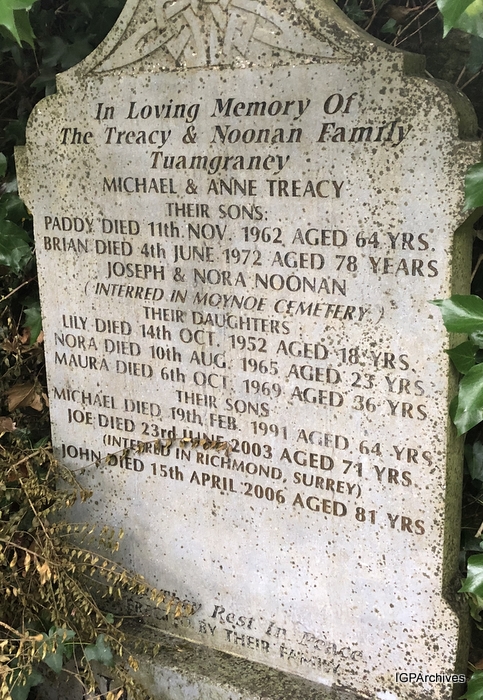 In Loving Memory Of
The Treacy & Noonan Family
Tuamgraney
MICHAEL & ANNE TREACY
THEIR SONS:
PADDY DIED 11th. NOV. 1962 AGED 64 YRS.
BRIAN DIED 4th JUNE 1972 AGED 78 YEARS
JOSEPH & NORA NOONAN
( INTERRED IN MOYNOE CEMETERY. )
THEIR DAUGHTERS
LILY DIED 14th OCT. 1952 AGED 18 YRS.
NORA DIED 10th AUG. 1965 AGED 23 YRS.
MAURA DIED 6th OCT. 1969 AGED 36 YRS.
THEIR SONS
MICHAEL DIED 19th. FEB. 1991 AGED 64 YRS.
JOE DIED 23rd JUNE 2003 AGED 71 YRS.
(INTERRED IN RICHMOND, SURREY)
JOHN DIED 15th APRIL 2006 AGED 81 YRS
They Rest In Peace
ERECTED BY THEIR FAMILY
IGPArchives